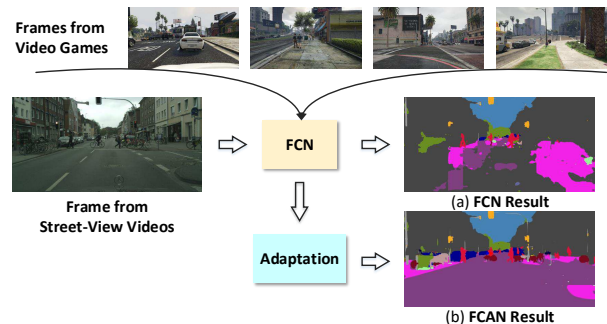 Frames from
Video Games
FCN
Frame from
Street-View Videos
(a) FCN Result
Adaptation
(b) FCAN Result